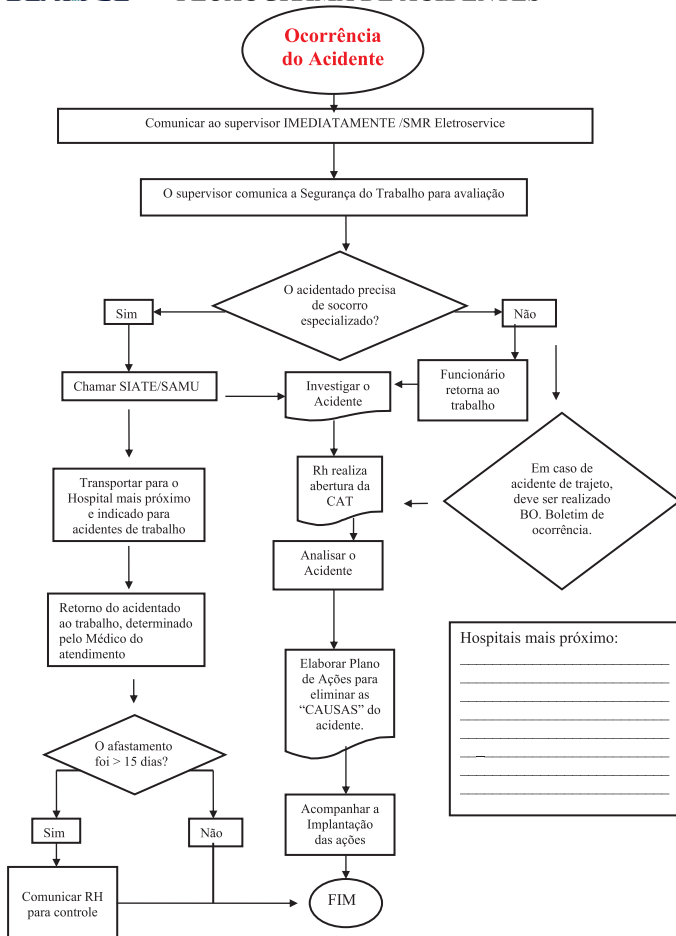 Ocorrência
do Acidente
Comunicar ao supervisor IMEDIATAMENTE /SMR Eletroservice
O supervisor comunica a Segurança do Trabalho para avaliação
O acidentado precisa
de socorro
especializado?
Sim
Não
Chamar SIATE/SAMU
Investigar o
Acidente
Funcionário
retorna ao
trabalho
Transportar para o
Hospital mais próximo
e indicado para
acidentes de trabalho
Rh realiza
abertura da
CAT
Em caso de
acidente de trajeto,
deve ser realizado
BO. Boletim de
ocorrência.
Analisar o
Acidente
Retorno do acidentado
ao trabalho, determinado
pelo Médico do
atendimento
Elaborar Plano
de Ações para
eliminar as
“CAUSAS” do
acidente.
Hospitais mais próximo:
O afastamento
foi > 15 dias?
Sim
Não
Acompanhar a
Implantação
das ações
Comunicar RH
para controle
FIM